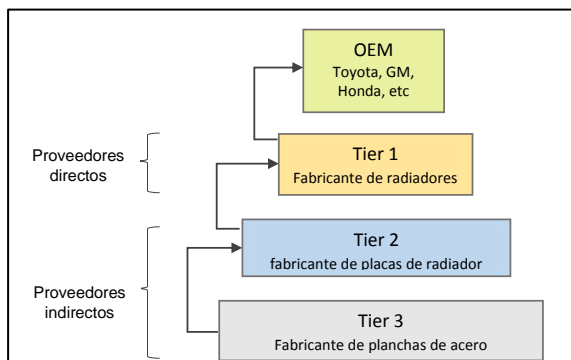 OEM
Toyota, GM,
Honda, etc
Proveedores
directos
Tier 1
Fabricante de radiadores
Tier 2
fabricante de placas de radiador
Proveedores
indirectos
Tier 3
Fabricante de planchas de acero